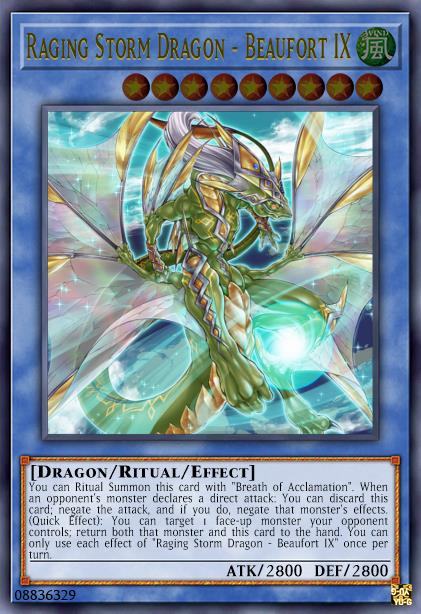 Raging Storm Dragon - Beaufort IX
WIND
風
[Dragon/Ritual/Effect]
You can Ritual Summon this card with "Breath of Acclamation". When
an opponent's monster declares a direct attack: You can discard this
card; negate the attack, and if you do, negate that monster's effects.
(Quick Effect): You can target 1 face-up monster your opponent
controls; return both that monster and this card to the hand. You can
only use each effect of "Raging Storm Dragon - Beaufort IX" once per
turn.
ATK/2800 DEF/2800
08836329